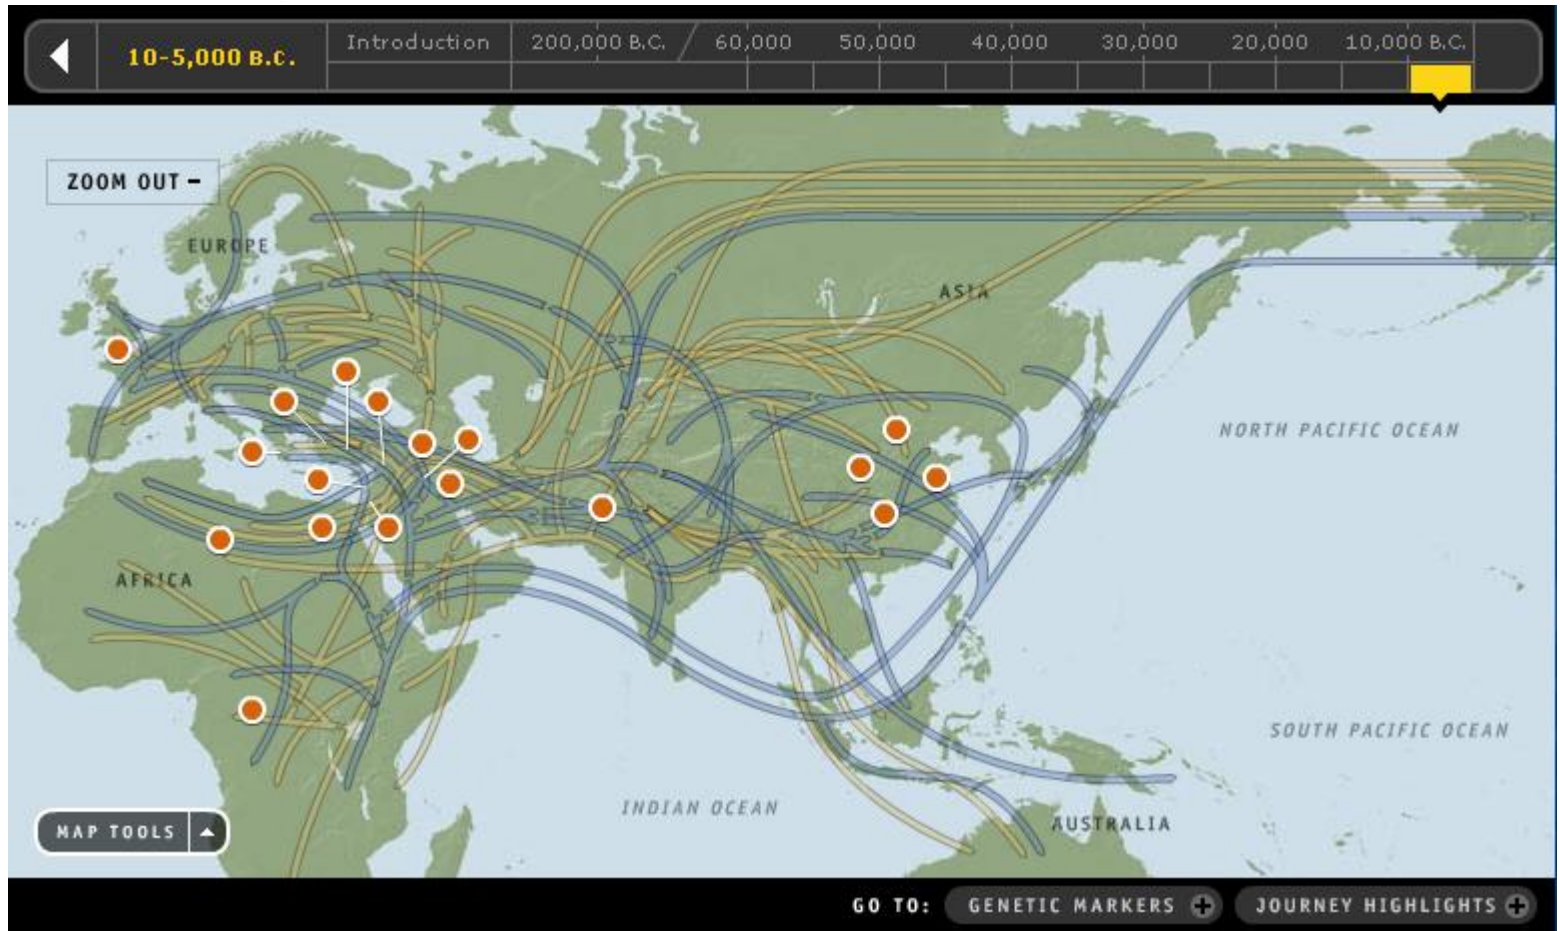 10-5,000 B.C.
Introduction
200,000 B.C.
60,000
50,000
40,000
30,000
20,000
10,000 B.C.
ZOOM OUT –
EUROPE
ASIA
NORTH PACIFIC OCEAN
AFRICA
SOUTH PACIFIC OCEAN
INDIAN OCEAN
AUSTRALIA
MAP TOOLS
GO TO: GENETIC MARKERS + JOURNEY HIGHLIGHTS +